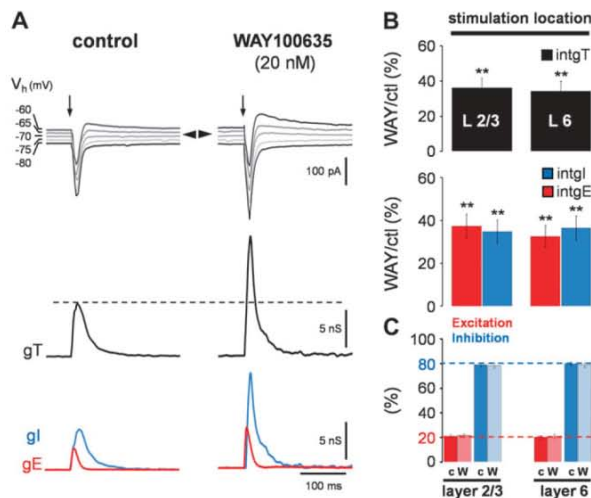 A
control
WAY100635
(20 nM)
Vh (mV)
-60
-65
-70
-75
-80
100 pA
gT
5 nS
gI
gE
5 nS
100 ms
B
stimulation location
WAY/ctl (%)
60
40
20
0
intgT
**
**
L 2/3
L 6
WAY/ctl (%)
60
40
20
0
intgI
intgE
** **
** **
C
(%)
100
80
60
40
20
0
Excitation
Inhibition
c W c W
c W c W
layer 2/3
layer 6